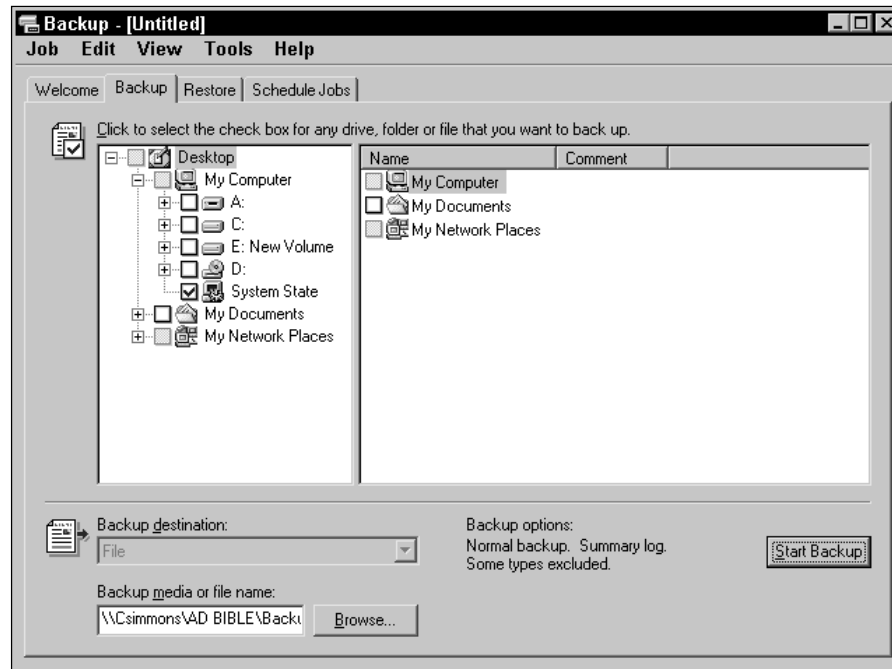 Backup - [Untitled]
Job Edit View Tools Help
Welcome Backup Restore Schedule Jobs
Click to select the check box for any drive, folder or file that you want to back up.
Desktop
My Computer
A:
C:
E: New Volume
D:
System State
My Documents
My Network Places
Name Comment
My Computer
My Documents
My Network Places
Backup destination:
File
Backup media or file name:
\\Csimmons\AD BIBLE\Backu
Browse...
Backup options:
Normal backup. Summary log.
Some types excluded.
Start Backup